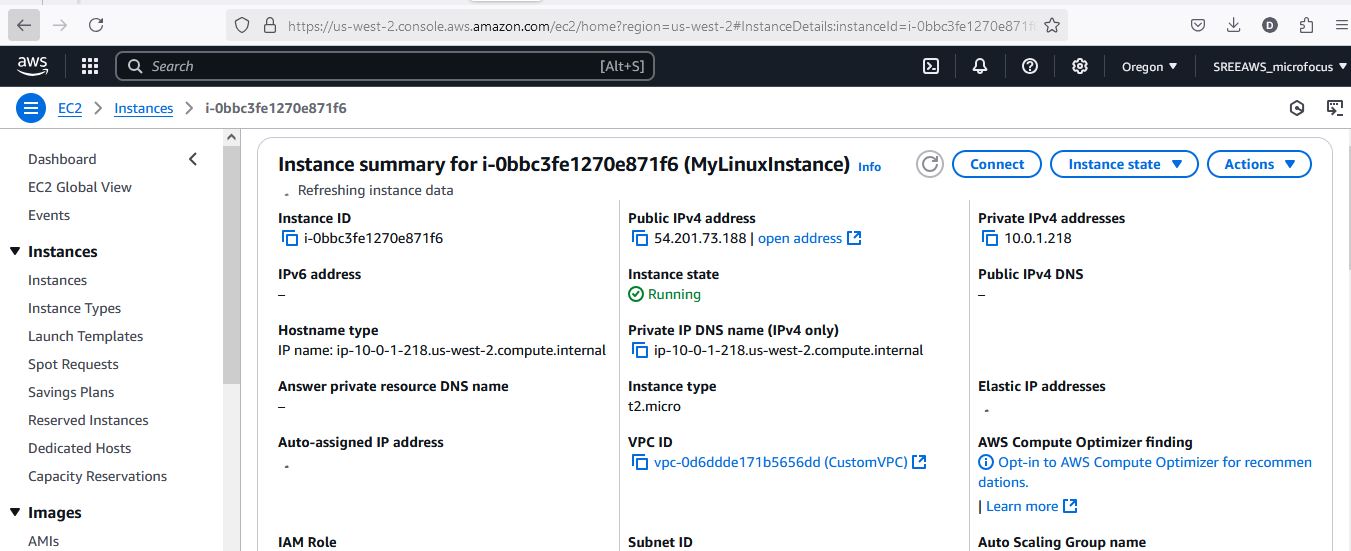 https://us-west-2.console.aws.amazon.com/ec2/home?region=us-west-2#InstanceDetails:instanceId=i-0bbc3fe1270e871f
D
aws
Search
[Alt+S]
Oregon
SREEAWS_microfocus
EC2
Instances
i-0bbc3fe1270e871f6
Dashboard
EC2 Global View
Events
Instances
Instances
Instance Types
Launch Templates
Spot Requests
Savings Plans
Reserved Instances
Dedicated Hosts
Capacity Reservations
Images
AMIs
Instance summary for i-0bbc3fe1270e871f6 (MyLinuxInstance) Info
Connect
Instance state
Actions
Refreshing instance data
Instance ID
i-0bbc3fe1270e871f6
Public IPv4 address
54.201.73.188 | open address
Private IPv4 addresses
10.0.1.218
IPv6 address
–
Instance state
Running
Public IPv4 DNS
–
Hostname type
IP name: ip-10-0-1-218.us-west-2.compute.internal
Private IP DNS name (IPv4 only)
ip-10-0-1-218.us-west-2.compute.internal
Answer private resource DNS name
–
Instance type
t2.micro
Elastic IP addresses
Auto-assigned IP address
VPC ID
vpc-0d6ddde171b5656dd (CustomVPC)
AWS Compute Optimizer finding
Opt-in to AWS Compute Optimizer for recommen
dations.
| Learn more
IAM Role
Subnet ID
Auto Scaling Group name